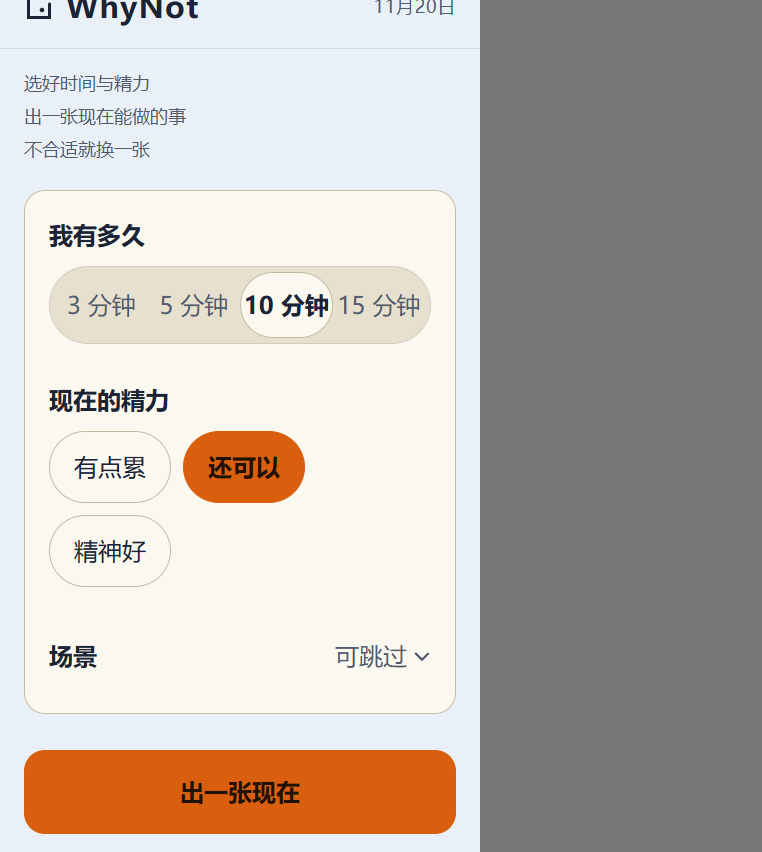 WhyNot
11月20日
选好时间与精力
出一张现在能做的事
不合适就换一张
我有多久
3 分钟 5 分钟 10 分钟 15 分钟
现在的精力
有点累 还可以
精神好
场景 可跳过
出一张现在